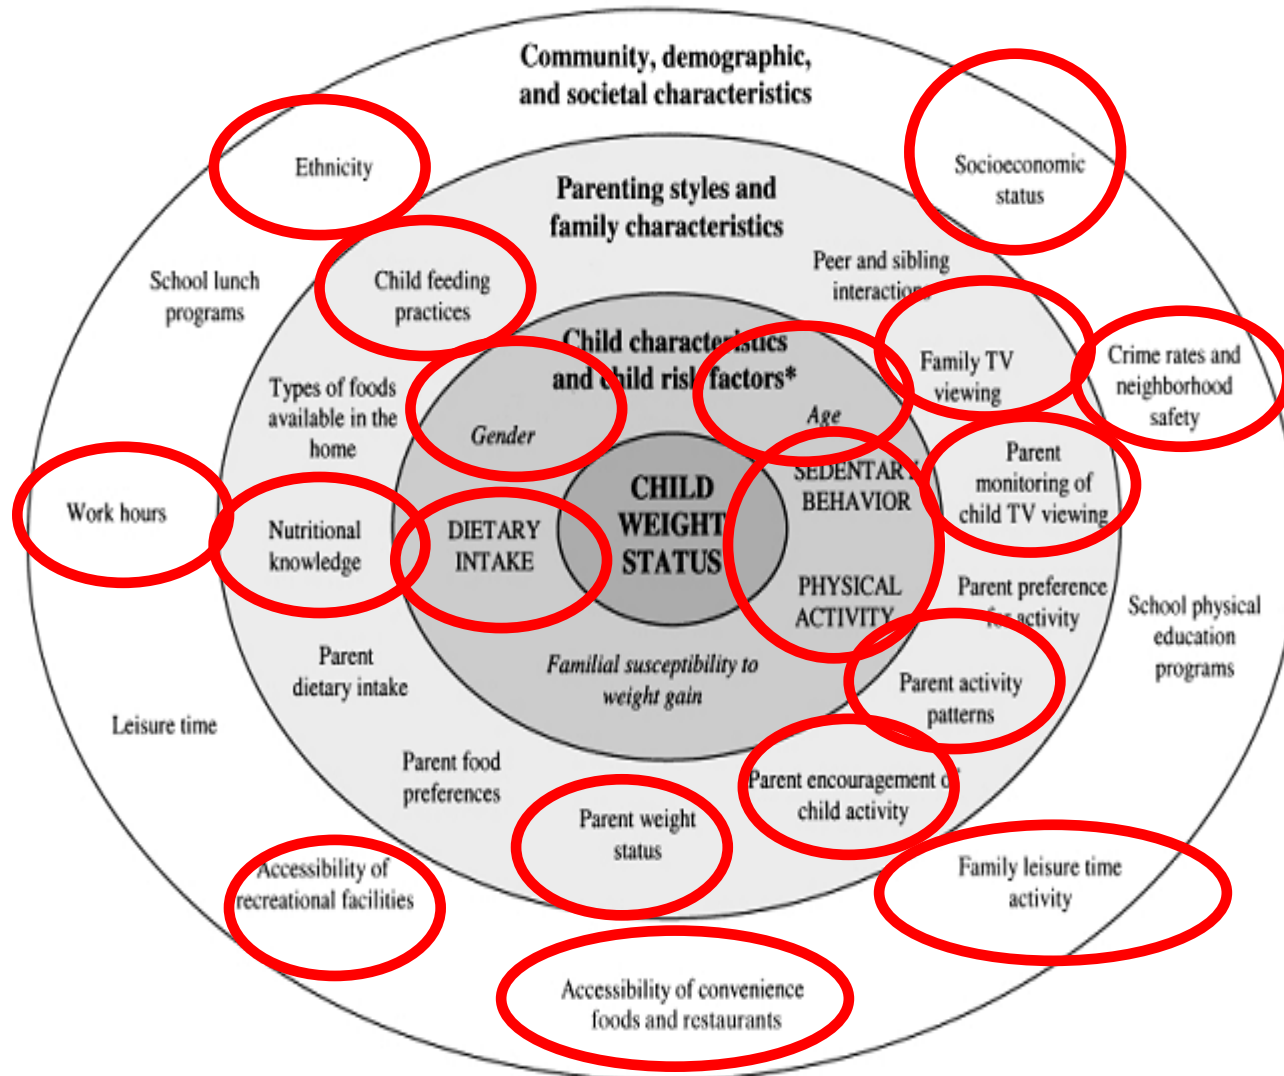 Community, demographic,
and societal characteristics
Ethnicity
Socioeconomic
status
Parenting styles and
family characteristics
School lunch
programs
Child feeding
practices
Peer and sibling
interactions
Child characteristics
and child risk factors*
Family TV
viewing
Crime rates and
neighborhood
safety
Types of foods
available in the
home
Gender
Age
Work hours
Nutritional
knowledge
DIETARY
INTAKE
CHILD
WEIGHT
STATUS
SEDENTARY
BEHAVIOR
PHYSICAL
ACTIVITY
Parent
monitoring of
child TV viewing
Parent preference
for activity
School physical
education
programs
Parent
dietary intake
Familial susceptibility to
weight gain
Parent activity
patterns
Leisure time
Parent food
preferences
Parent weight
status
Parent encouragement of
child activity
Accessibility of
recreational facilities
Family leisure time
activity
Accessibility of convenience
foods and restaurants